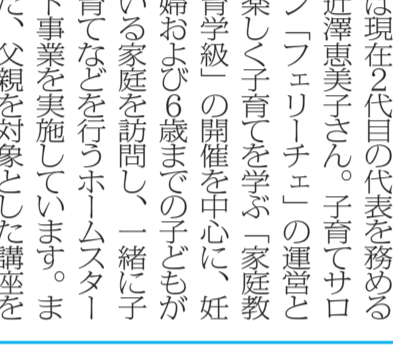 は現在2代目の代表を務める
近澤恵美子さん。子育てサロ
ン「フェリーチェ」の運営と
楽しく子育てを学ぶ「家庭教
育学級」の開催を中心に、妊
婦および6歳までの子どもが
いる家庭を訪問し、一緒に子
育てなどを行うホームスター
ト事業を実施しています。ま
た、父親を対象とした講座を